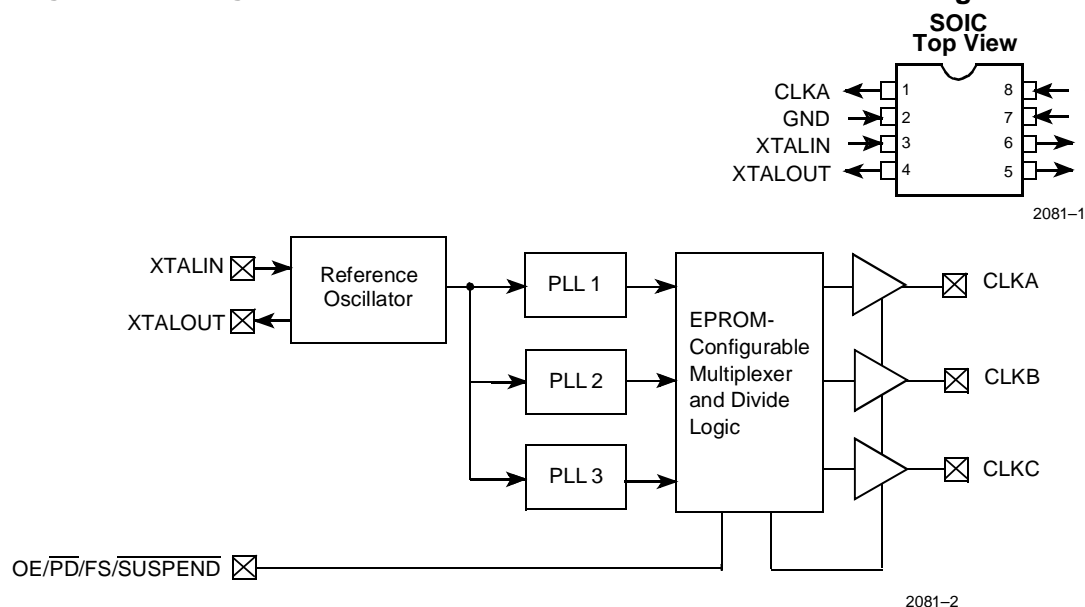 SOIC
Top View
CLKA 1 8
GND 2 7
XTALIN 3 6
XTALOUT 4 5
2081–1
XTALIN
XTALOUT
Reference
Oscillator
PLL 1
PLL 2
PLL 3
EPROM-
Configurable
Multiplexer
and Divide
Logic
CLKA
CLKB
CLKC
OE/PD/FS/SUSPEND
2081–2